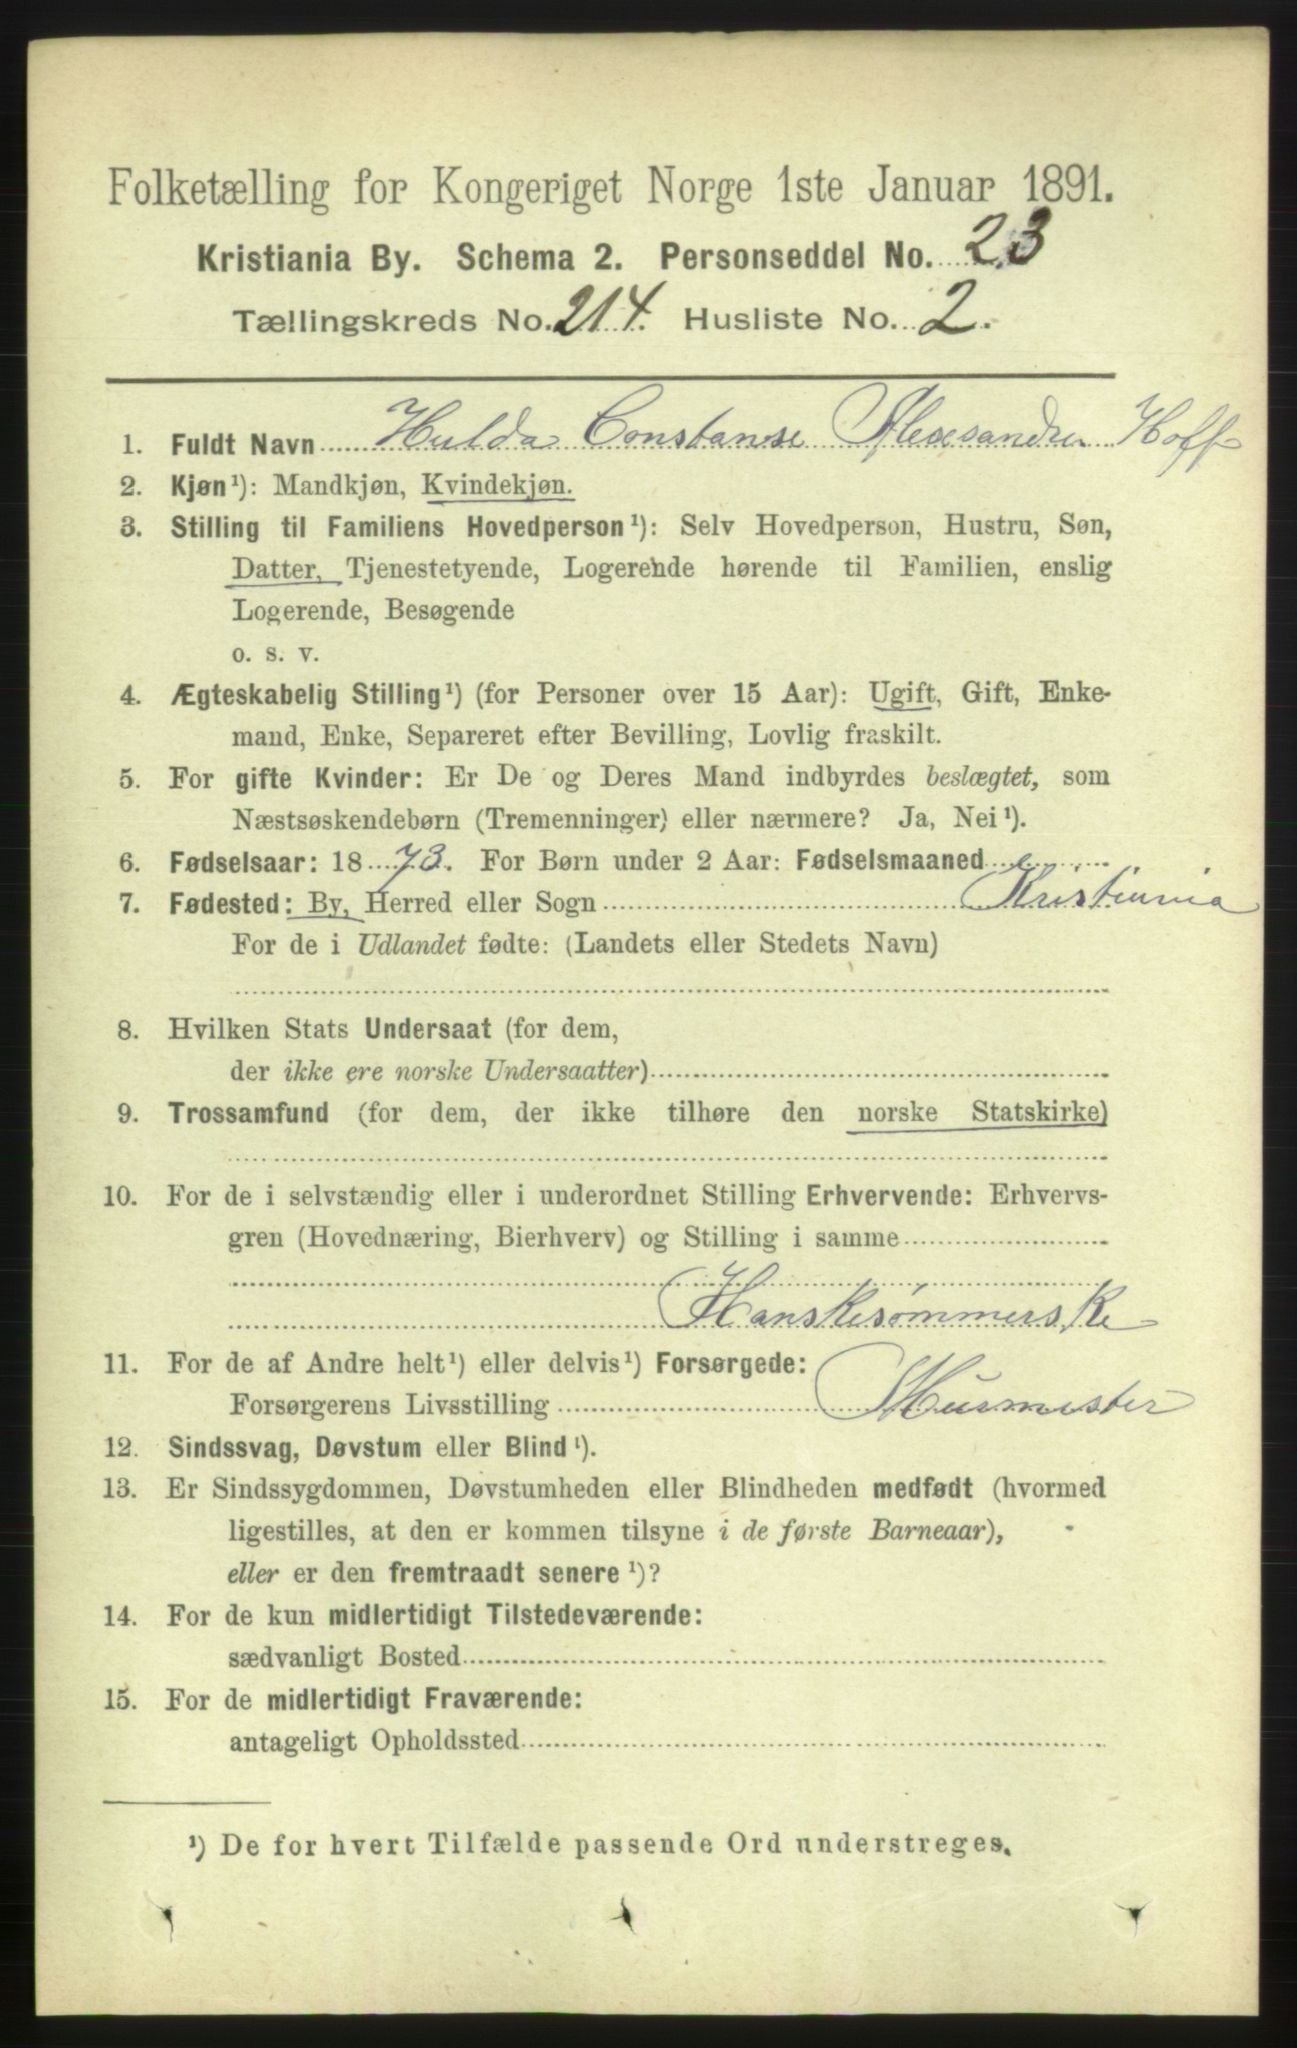 Folketælling for Kongeriget Norge 1ste Januar 1891.
Kristiania By. Schema 2. Personseddel No. 23
Tællingskreds No. 214. Husliste No. 2.
1. Fuldt Navn Hulda Constanse Alexsandra Hoff
2. Kjøn¹): Mandkjøn, Kvindekjøn.
3. Stilling til Familiens Hovedperson¹): Selv Hovedperson, Hustru, Søn,
Datter, Tjenestetyende, Logerende hørende til Familien, enslig
Logerende, Besøgende
o. s. v.
4. Ægteskabelig Stilling¹) (for Personer over 15 Aar): Ugift, Gift, Enke-
mand, Enke, Separeret efter Bevilling, Lovlig fraskilt.
5. For gifte Kvinder: Er De og Deres Mand indbyrdes beslægtet, som
Næstsøskendebørn (Tremenninger) eller nærmere? Ja, Nei¹).
6. Fødselsaar: 1873. For Børn under 2 Aar: Fødselsmaaned
7. Fødested: By, Herred eller Sogn Kristiania
For de i Udlandet fødte: (Landets eller Stedets Navn)
8. Hvilken Stats Undersaat (for dem,
der ikke ere norske Undersaatter)
9. Trossamfund (for dem, der ikke tilhøre den norske Statskirke)
10. For de i selvstændig eller i underordnet Stilling Erhvervende: Erhvervs-
gren (Hovednæring, Bierhverv) og Stilling i samme
Hanskesømmerske
11. For de af Andre helt¹) eller delvis¹) Forsørgede:
Forsørgerens Livsstilling Murmester
12. Sindssvag, Døvstum eller Blind¹).
13. Er Sindssygdommen, Døvstumheden eller Blindheden medfødt (hvormed
ligestilles, at den er kommen tilsyne i de første Barneaar),
eller er den fremtraadt senere¹)?
14. For de kun midlertidigt Tilstedeværende:
sædvanligt Bosted
15. For de midlertidigt Fraværende:
antageligt Opholdssted
¹) De for hvert Tilfælde passende Ord understreges.